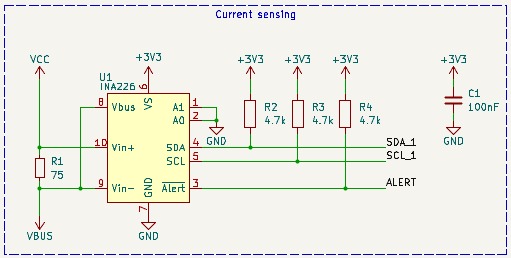 Current sensing
VCC
+3V3
+3V3
+3V3
+3V3
+3V3
U1
INA226
6
VS
8
Vbus
A1
1
A0
2
GND
R2
4.7k
R3
4.7k
R4
4.7k
C1
100nF
GND
10
Vin+
SDA
4
SDA_1
SCL
5
SCL_1
R1
75
9
Vin-
GND
Alert
3
ALERT
7
VBUS
GND